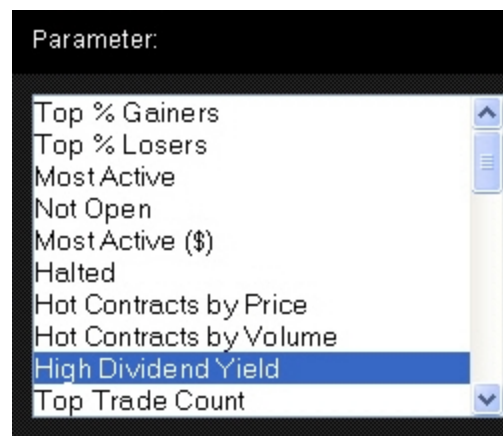 Parameter:
Top % Gainers
Top % Losers
Most Active
Not Open
Most Active ($)
Halted
Hot Contracts by Price
Hot Contracts by Volume
High Dividend Yield
Top Trade Count